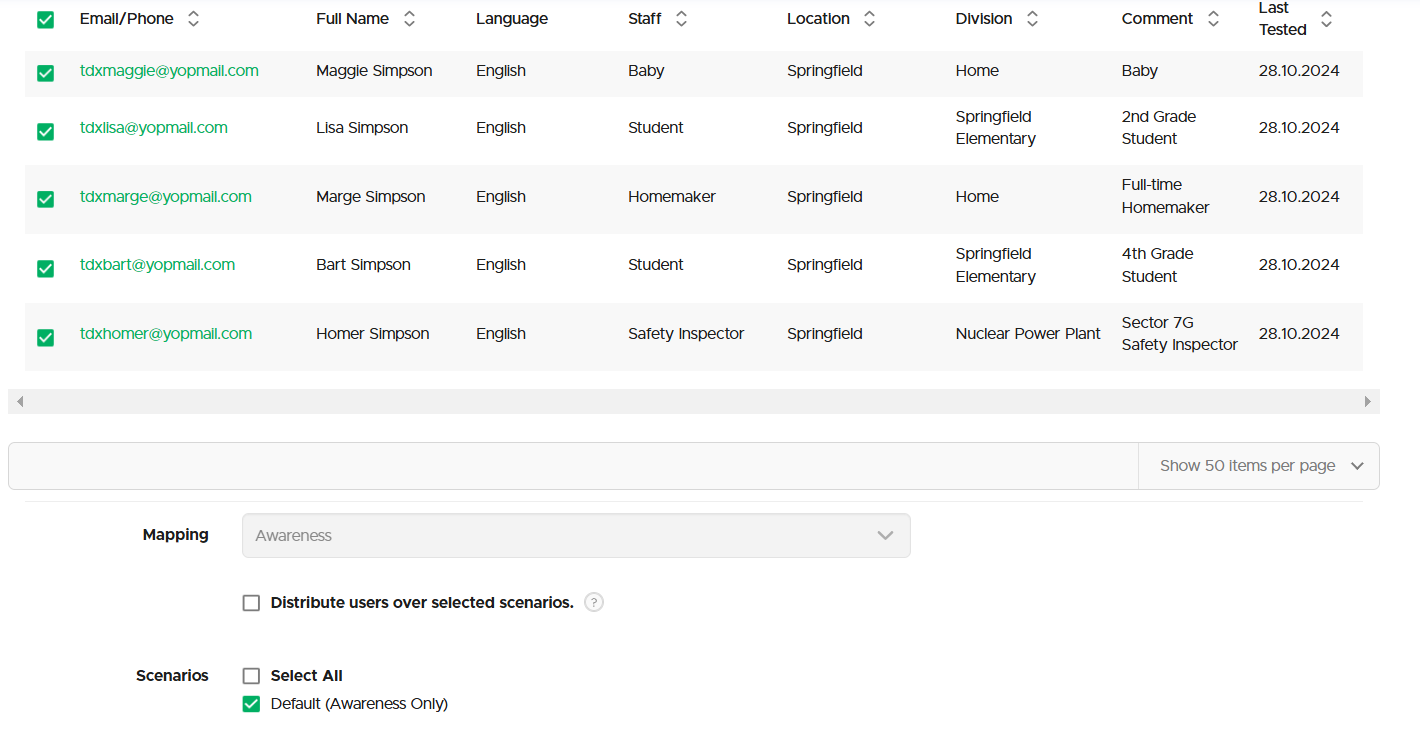 Email/Phone Full Name Language Staff Location Division Comment Last Tested
tdxmaggie@yopmail.com Maggie Simpson English Baby Springfield Home Baby 28.10.2024
tdxlisa@yopmail.com Lisa Simpson English Student Springfield Springfield Elementary 2nd Grade Student 28.10.2024
tdxmarge@yopmail.com Marge Simpson English Homemaker Springfield Home Full-time Homemaker 28.10.2024
tdxbart@yopmail.com Bart Simpson English Student Springfield Springfield Elementary 4th Grade Student 28.10.2024
tdxhomer@yopmail.com Homer Simpson English Safety Inspector Springfield Nuclear Power Plant Sector 7G Safety Inspector 28.10.2024
Show 50 items per page
Mapping Awareness
Distribute users over selected scenarios. ?
Scenarios Select All
Default (Awareness Only)